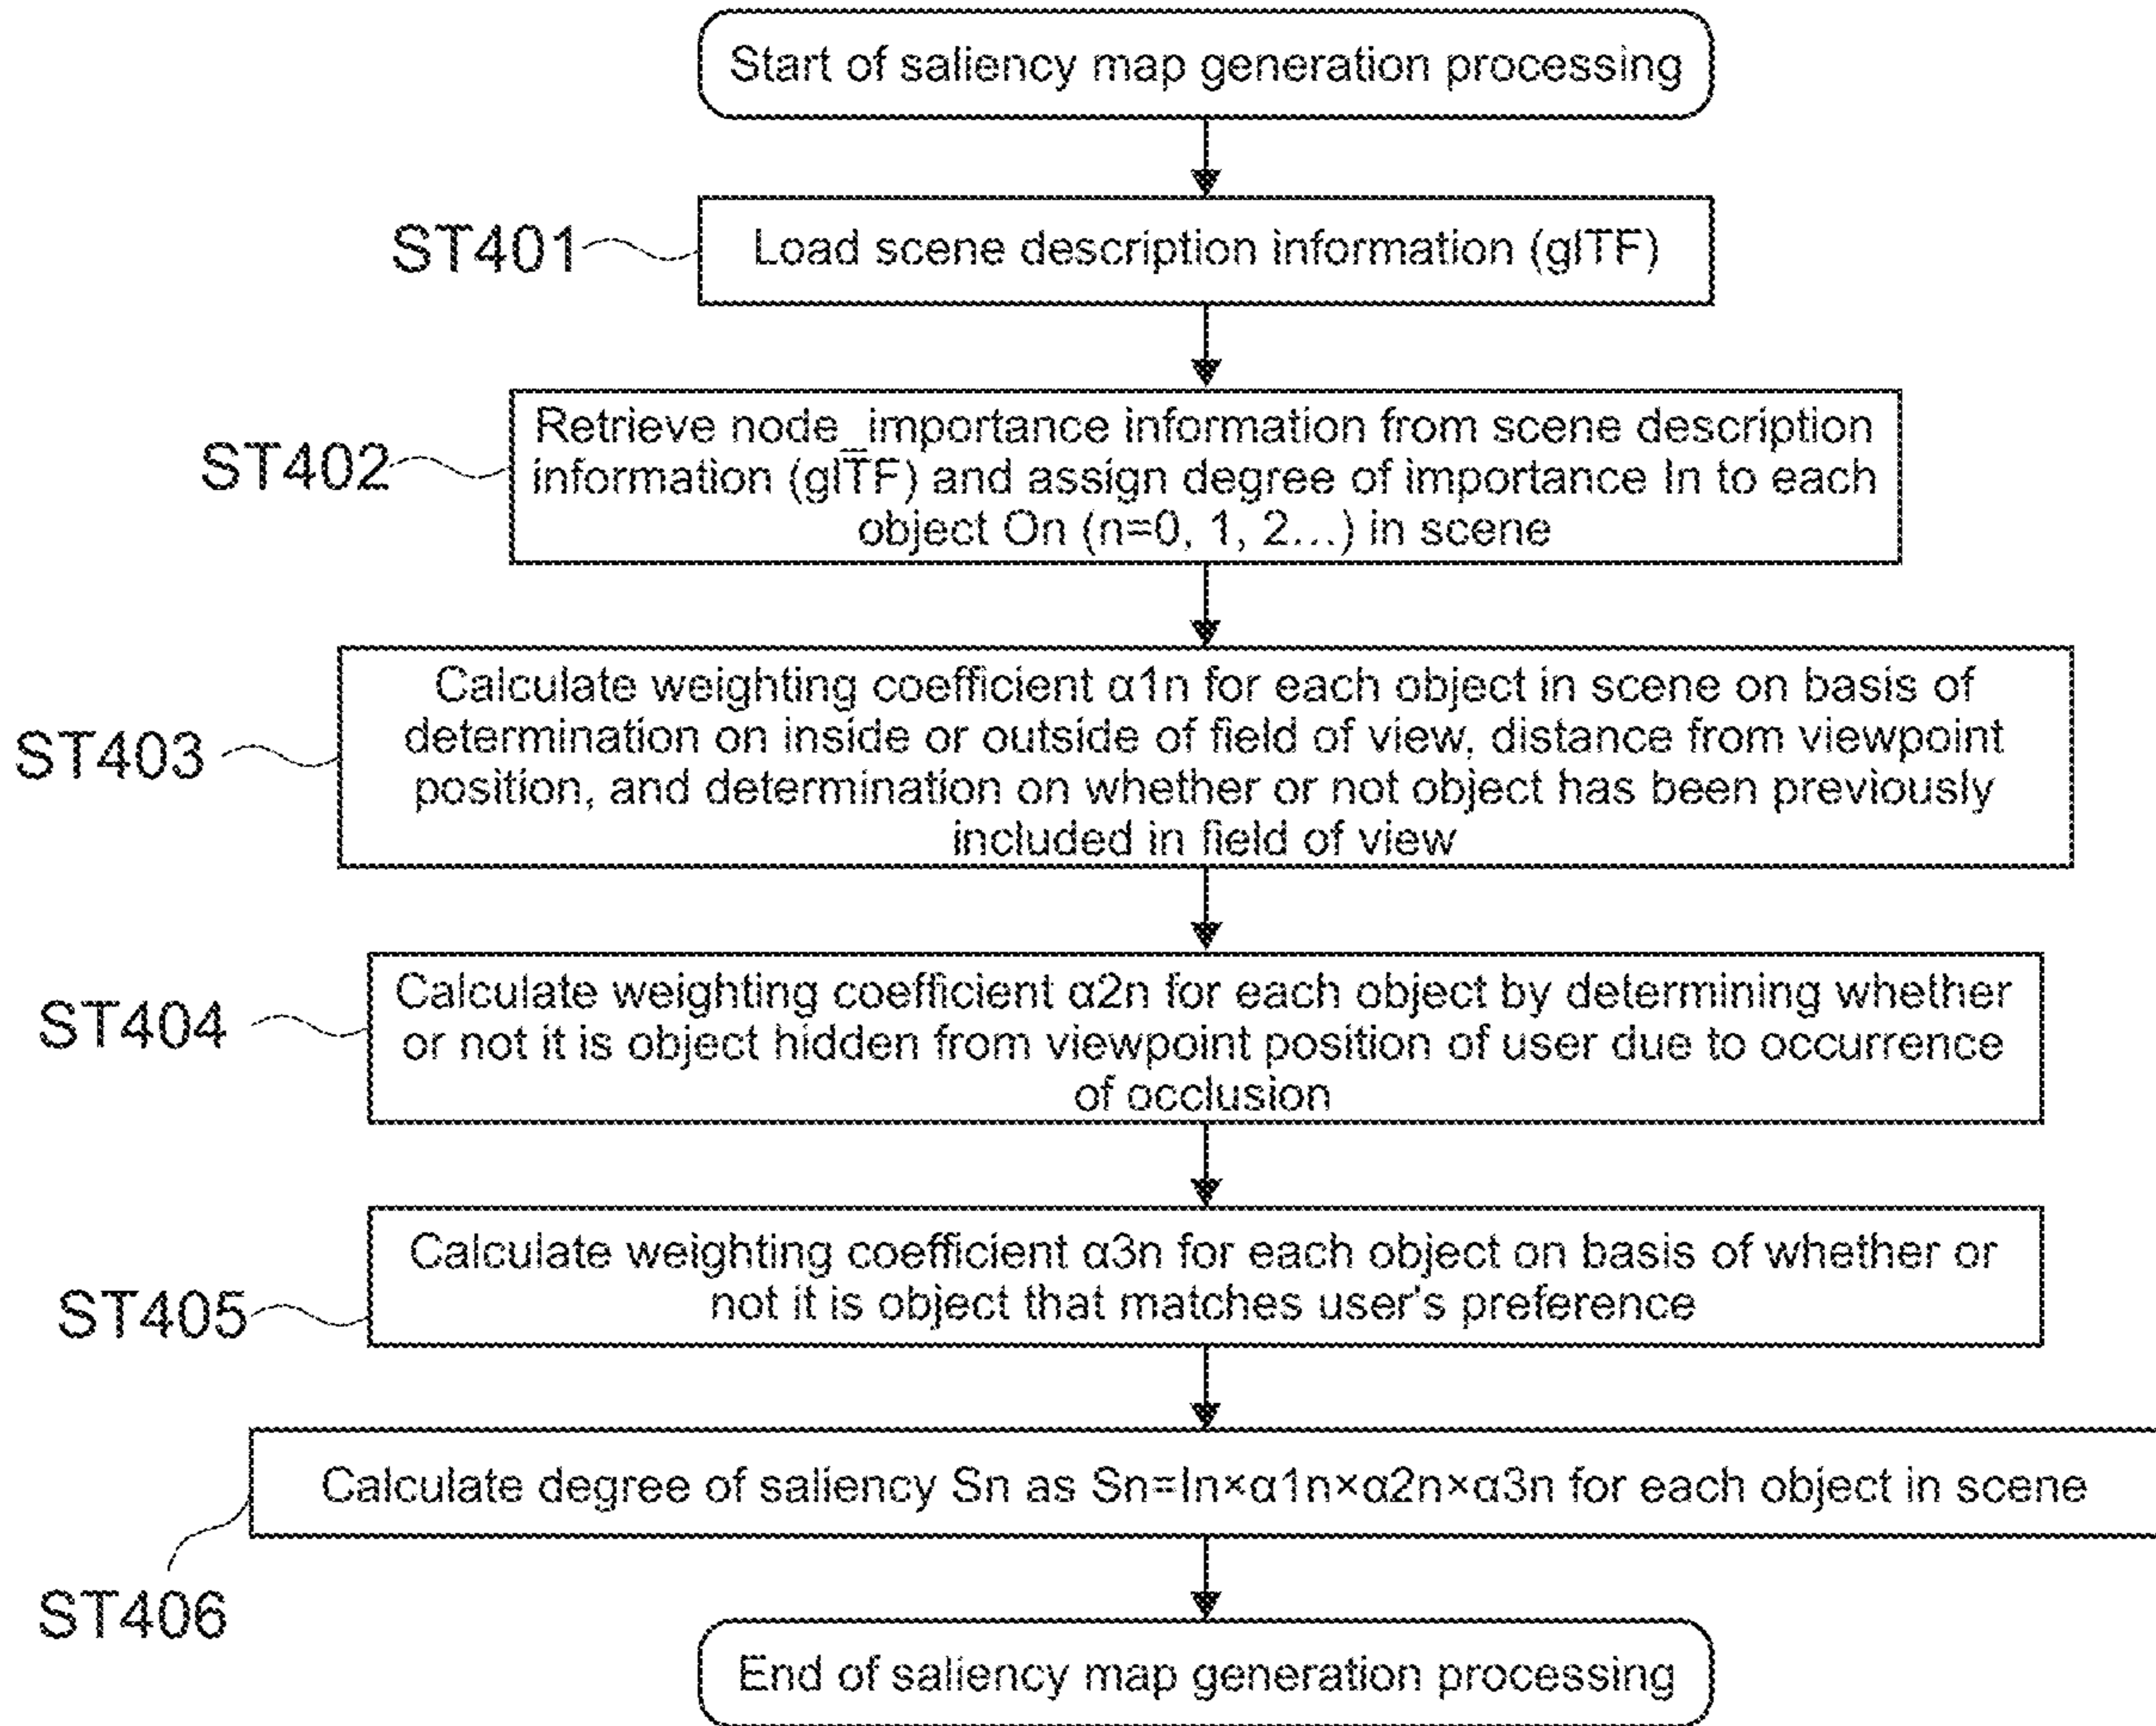 Start of saliency map generation processing
ST401
Load scene description information (glTF)
ST402
Retrieve node_importance information from scene description
information (glTF) and assign degree of importance In to each
object On (n=0, 1, 2...) in scene
ST403
Calculate weighting coefficient α1n for each object in scene on basis of
determination on inside or outside of field of view, distance from viewpoint
position, and determination on whether or not object has been previously
included in field of view
ST404
Calculate weighting coefficient α2n for each object by determining whether
or not it is object hidden from viewpoint position of user due to occurrence
of occlusion
ST405
Calculate weighting coefficient α3n for each object on basis of whether or
not it is object that matches user's preference
Calculate degree of saliency Sn as Sn=In×α1n×α2n×α3n for each object in scene
ST406
End of saliency map generation processing